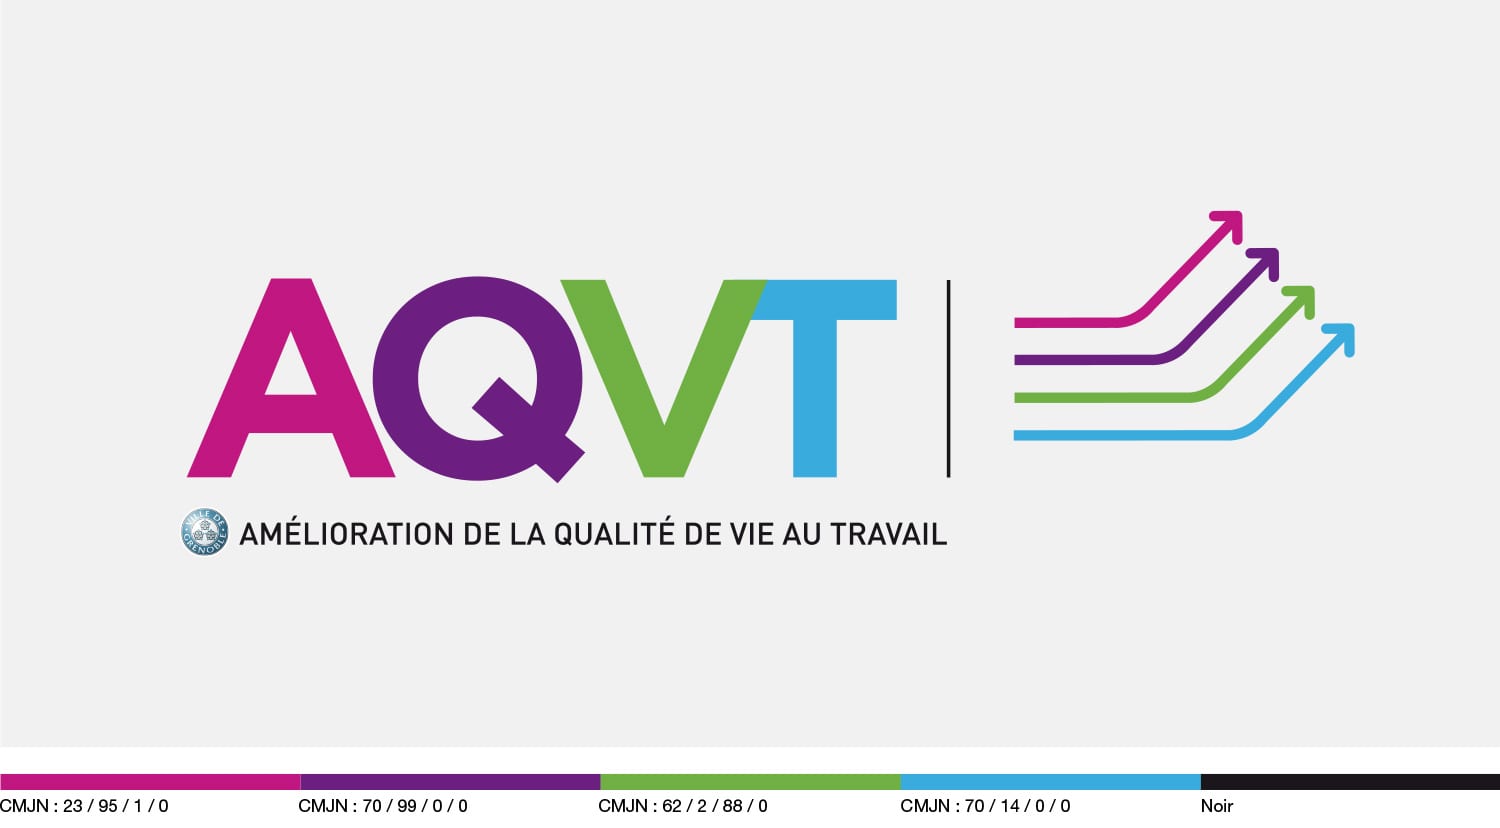 AQVT
VILLE DE
GRENOBLE
AMÉLIORATION DE LA QUALITÉ DE VIE AU TRAVAIL
CMJN : 23 / 95 / 1 / 0
CMJN : 70 / 99 / 0 / 0
CMJN : 62 / 2 / 88 / 0
CMJN : 70 / 14 / 0 / 0
Noir